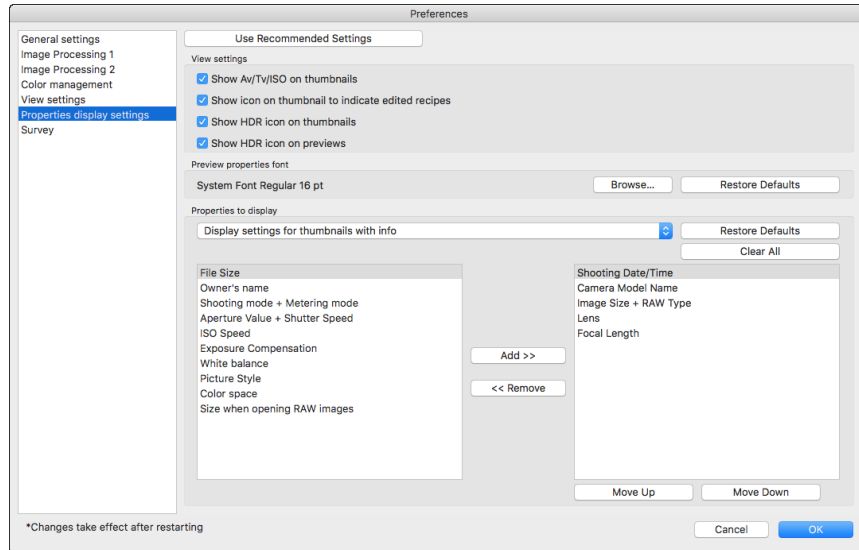 Preferences
General settings
Image Processing 1
Image Processing 2
Color management
View settings
Properties display settings
Survey
Use Recommended Settings
View settings
Show Av/Tv/ISO on thumbnails
Show icon on thumbnail to indicate edited recipes
Show HDR icon on thumbnails
Show HDR icon on previews
Preview properties font
System Font Regular 16 pt
Browse...
Restore Defaults
Properties to display
Display settings for thumbnails with info
Restore Defaults
Clear All
File Size
Owner's name
Shooting mode + Metering mode
Aperture Value + Shutter Speed
ISO Speed
Exposure Compensation
White balance
Picture Style
Color space
Size when opening RAW images
Add >>
<< Remove
Shooting Date/Time
Camera Model Name
Image Size + RAW Type
Lens
Focal Length
Move Up
Move Down
*Changes take effect after restarting
Cancel
OK